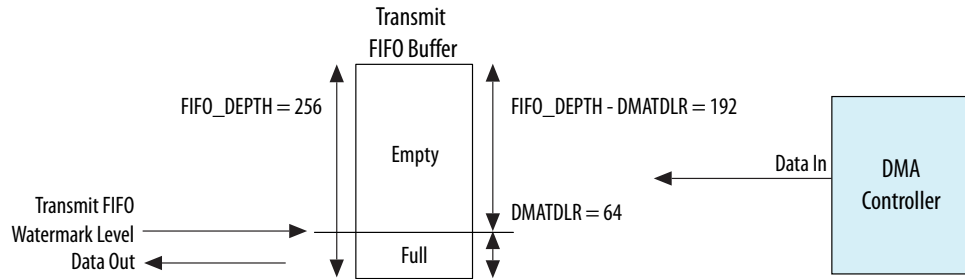 Transmit
FIFO Buffer
FIFO_DEPTH = 256
FIFO_DEPTH - DMATDLR = 192
Empty
Data In
DMA
Controller
Transmit FIFO
Watermark Level
DMATDLR = 64
Data Out
Full